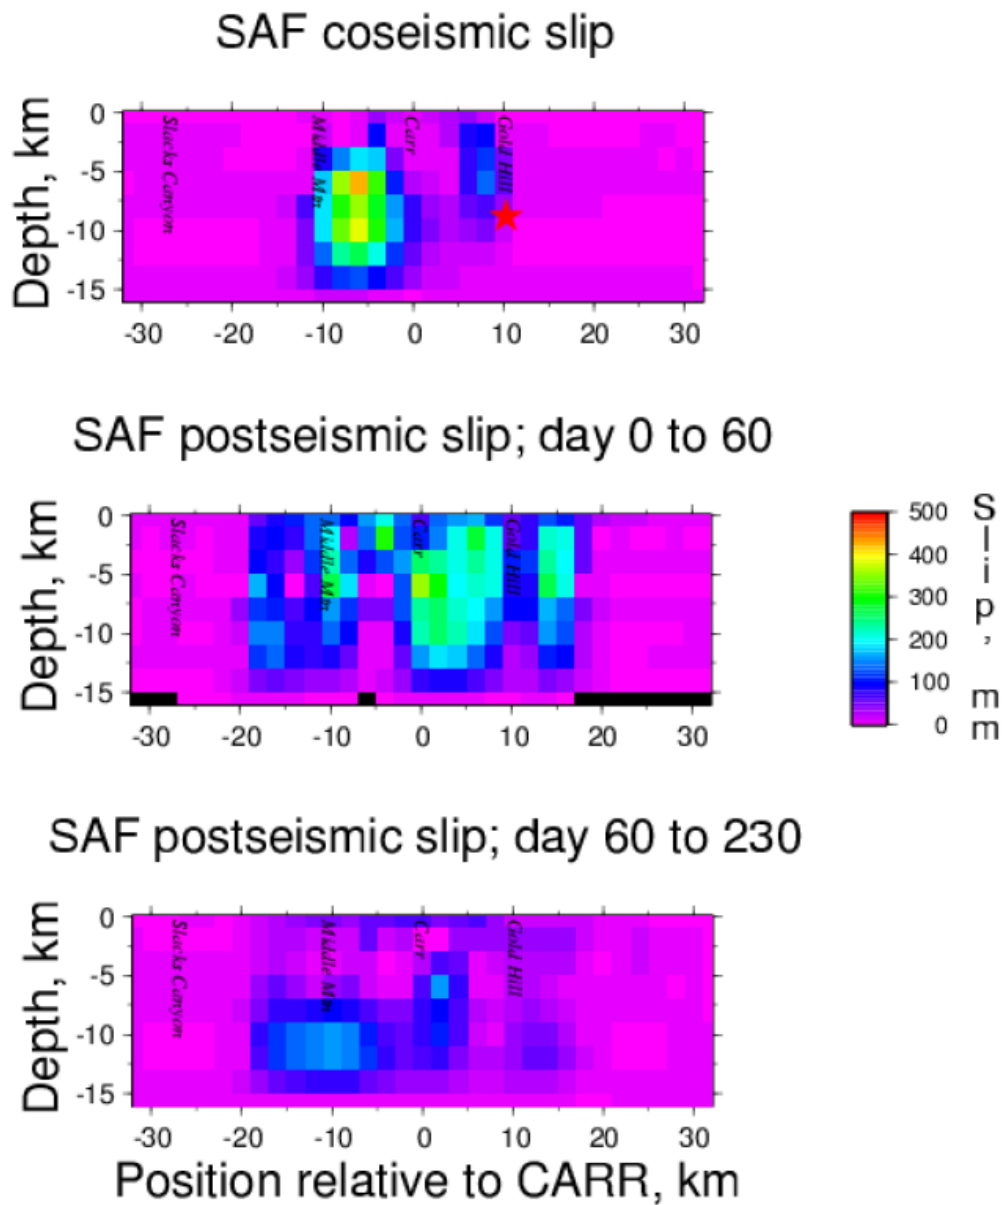 SAF coseismic slip
Depth, km
0
-5
-10
-15
Slacks Canyon
Middle Mtn
Carr
Gold Hill
-30 -20 -10 0 10 20 30
SAF postseismic slip; day 0 to 60
Depth, km
0
-5
-10
-15
Slacks Canyon
Middle Mtn
Carr
Gold Hill
-30 -20 -10 0 10 20 30
500
400
300
200
100
0
Slip, mm
SAF postseismic slip; day 60 to 230
Depth, km
0
-5
-10
-15
Slacks Canyon
Middle Mtn
Carr
Gold Hill
-30 -20 -10 0 10 20 30
Position relative to CARR, km